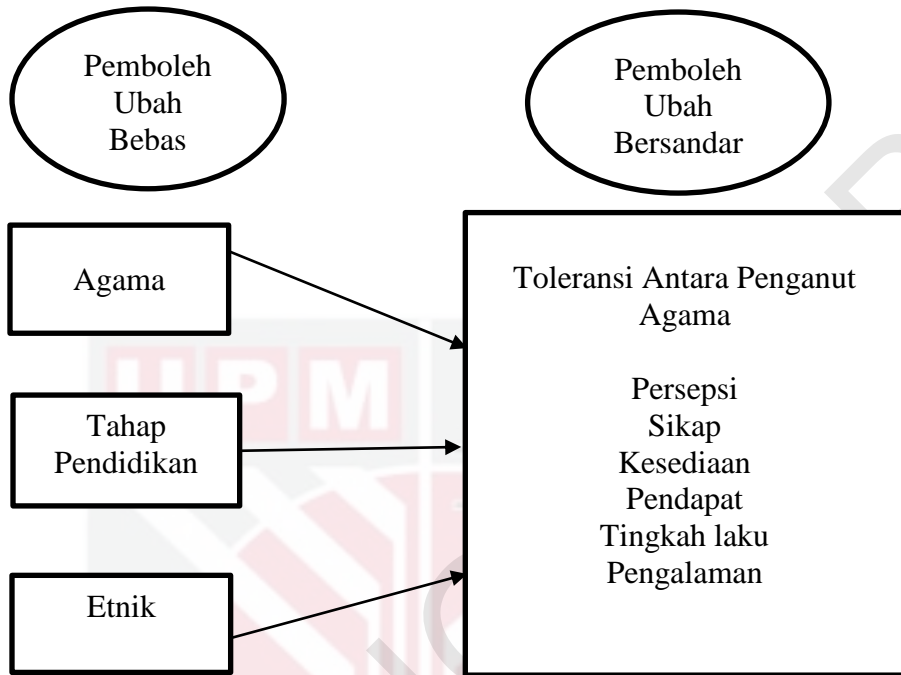 Pemboleh
Ubah
Bebas
Pemboleh
Ubah
Bersandar
Agama
Tahap
Pendidikan
Etnik
Toleransi Antara Penganut
Agama
Persepsi
Sikap
Kesediaan
Pendapat
Tingkah laku
Pengalaman
UPM